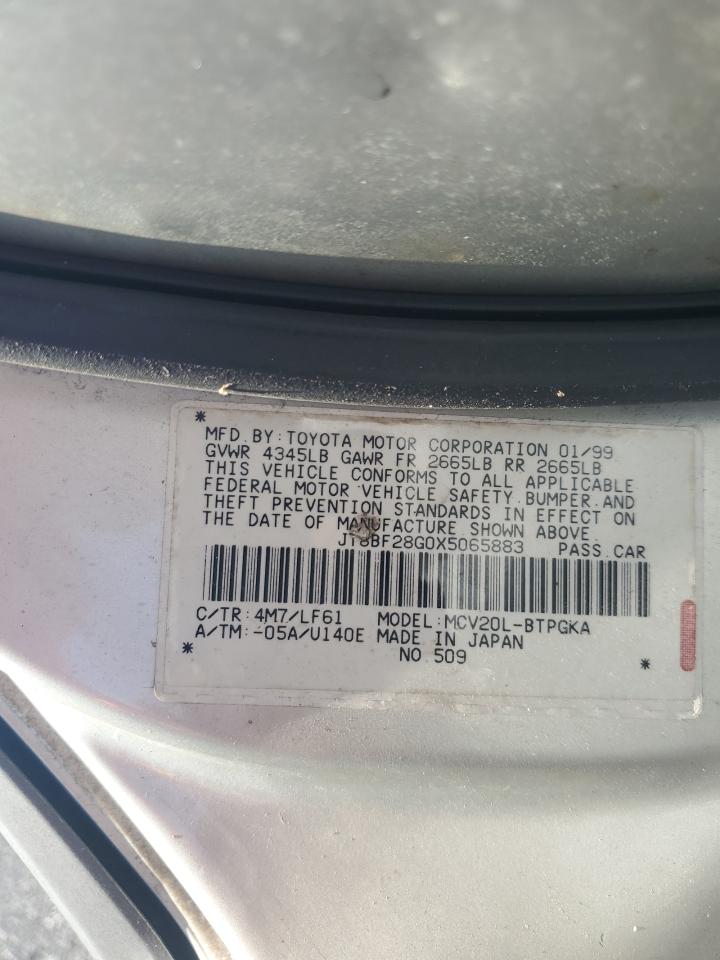 *
MFD. BY: TOYOTA MOTOR CORPORATION 01/99
GVWR 4345LB GAWR FR 2665LB RR 2665LB
THIS VEHICLE CONFORMS TO ALL APPLICABLE
FEDERAL MOTOR VEHICLE SAFETY, BUMPER, AND
THEFT PREVENTION STANDARDS IN EFFECT ON
THE DATE OF MANUFACTURE SHOWN ABOVE.
JT8BF28G0X5065883 PASS. CAR
C/TR: 4M7/LF61 MODEL: MCV20L-BTPGKA
A/TM: -05A/U140E MADE IN JAPAN
* NO. 509 *